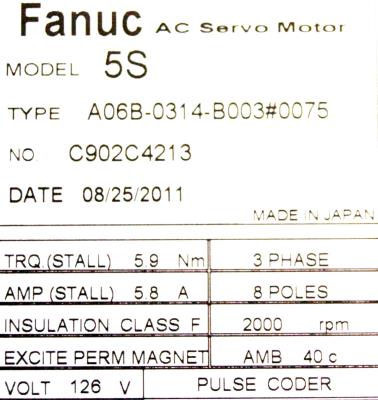 Fanuc AC Servo Motor
MODEL 5S
TYPE A06B-0314-B003#0075
NO. C902C4213
DATE 08/25/2011
MADE IN JAPAN
TRQ.(STALL) 5.9 Nm 3 PHASE
AMP (STALL) 5.8 A 8 POLES
INSULATION CLASS F 2000 rpm
EXCITE PERM MAGNET AMB 40 c
VOLT 126 V PULSE CODER